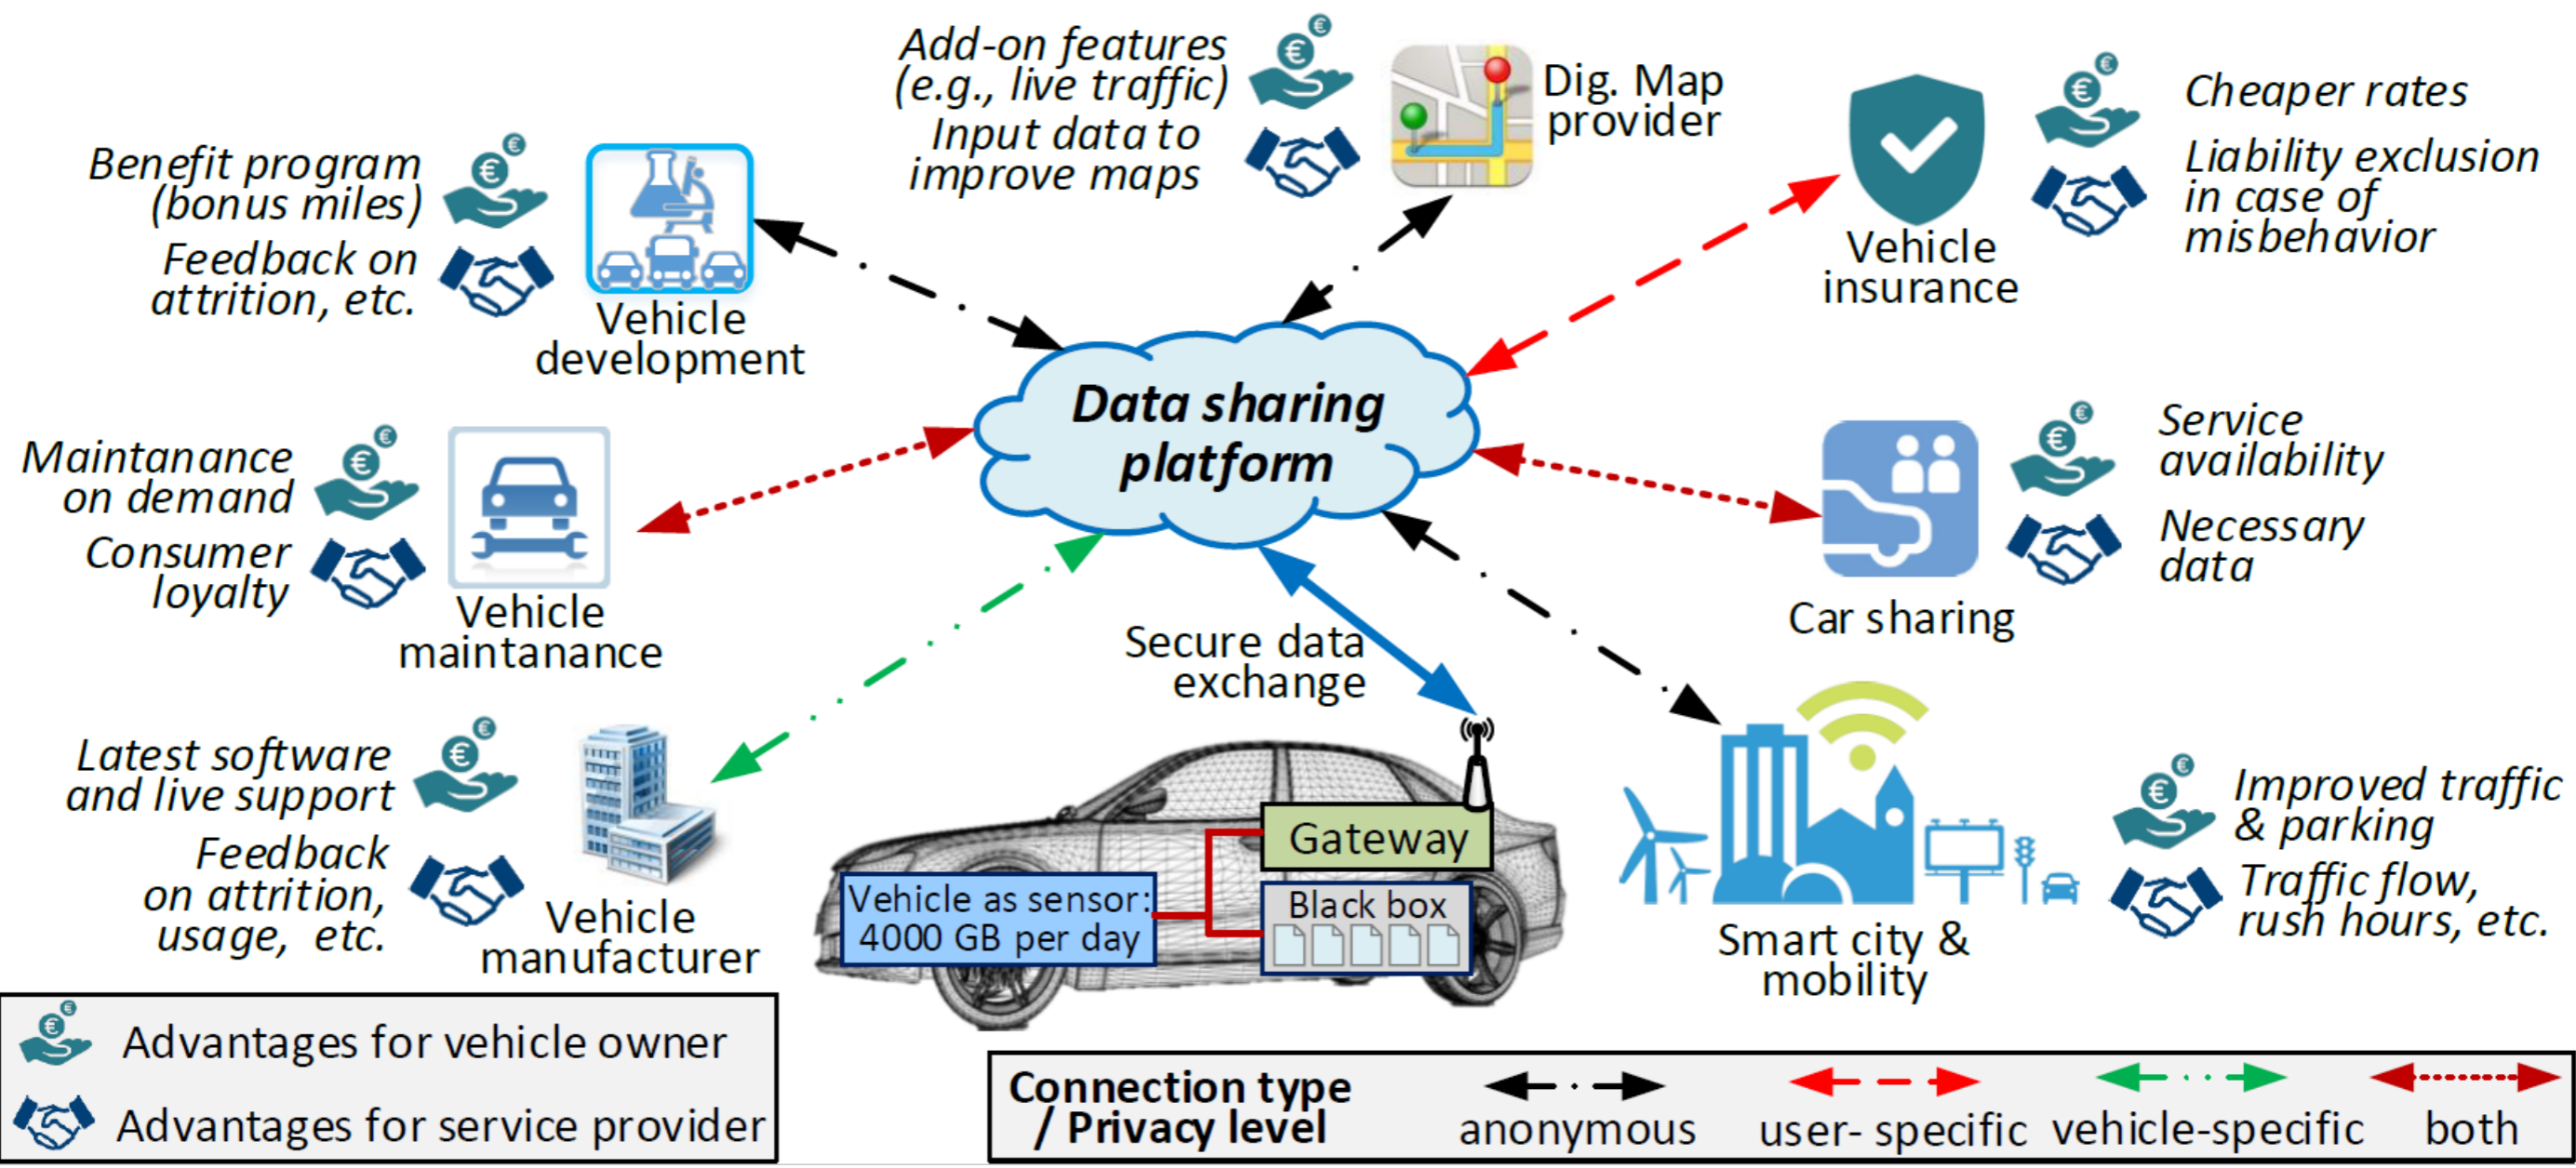 Add-on features
(e.g., live traffic)
Input data to
improve maps
Dig. Map
provider
Cheaper rates
Liability exclusion
in case of
misbehavior
Vehicle
insurance
Benefit program
(bonus miles)
Feedback on
attrition, etc.
Vehicle
development
Data sharing
platform
Maintanance
on demand
Consumer
loyalty
Vehicle
maintanance
Service
availability
Necessary
data
Car sharing
Secure data
exchange
Latest software
and live support
Feedback
on attrition,
usage, etc.
Vehicle
manufacturer
Gateway
Vehicle as sensor:
4000 GB per day
Black box
Improved traffic
& parking
Traffic flow,
rush hours, etc.
Smart city &
mobility
Advantages for vehicle owner
Advantages for service provider
Connection type
/ Privacy level
anonymous
user- specific
vehicle-specific
both